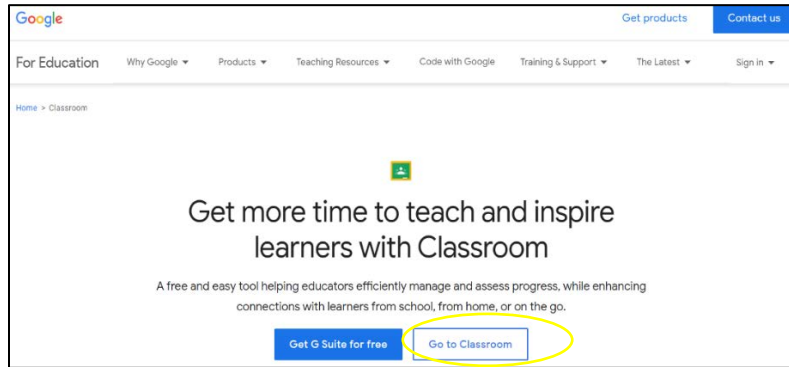 Google
Get products Contact us
For Education Why Google Products Teaching Resources Code with Google Training & Support The Latest Sign in
Home > Classroom
Get more time to teach and inspire
learners with Classroom
A free and easy tool helping educators efficiently manage and assess progress, while enhancing
connections with learners from school, from home, or on the go.
Get G Suite for free Go to Classroom